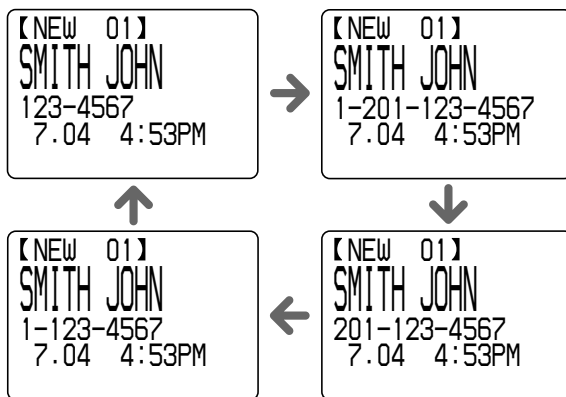 【NEW 01】
SMITH JOHN
123-4567
7.04 4:53PM
【NEW 01】
SMITH JOHN
1-201-123-4567
7.04 4:53PM
【NEW 01】
SMITH JOHN
1-123-4567
7.04 4:53PM
【NEW 01】
SMITH JOHN
201-123-4567
7.04 4:53PM